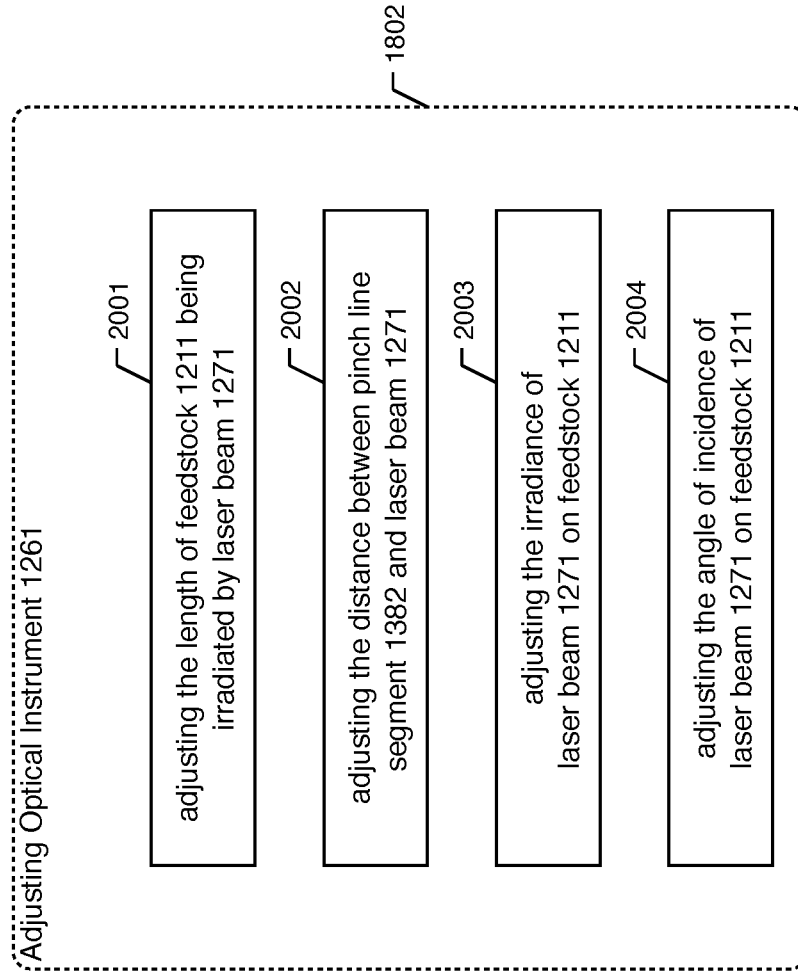 Adjusting Optical Instrument 1261
1802
2001
adjusting the length of feedstock 1211 being
irradiated by laser beam 1271
2002
adjusting the distance between pinch line
segment 1382 and laser beam 1271
2003
adjusting the irradiance of
laser beam 1271 on feedstock 1211
2004
adjusting the angle of incidence of
laser beam 1271 on feedstock 1211